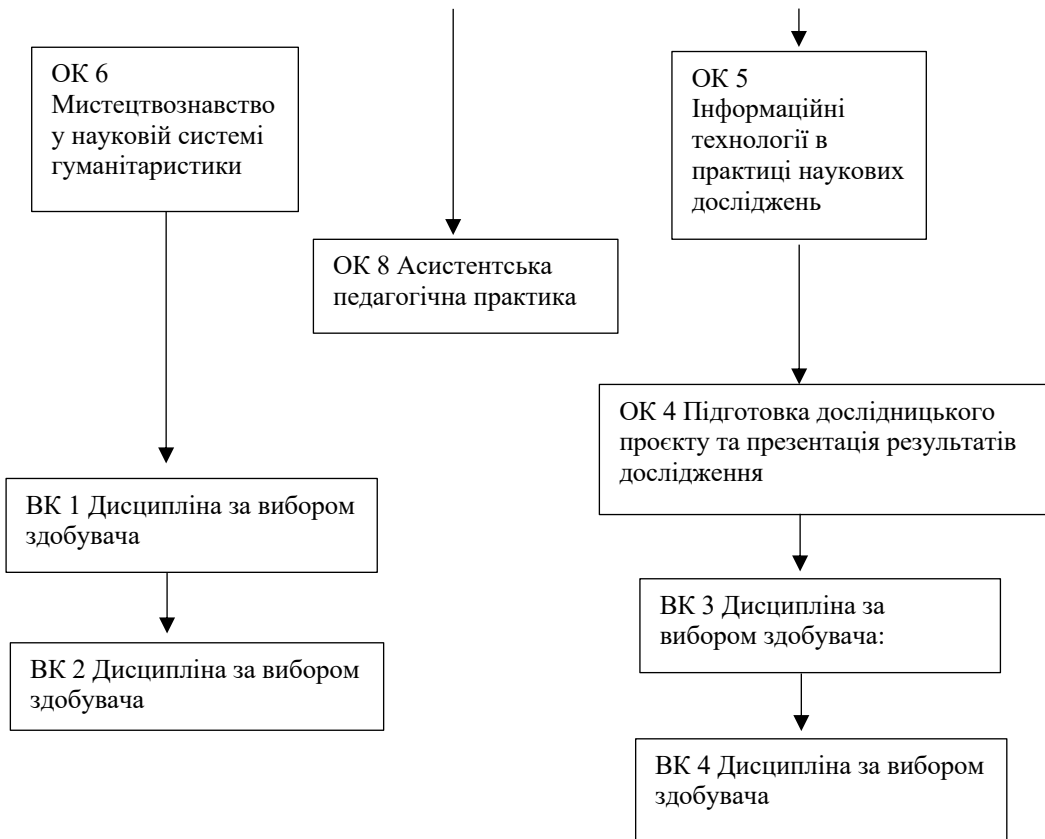 ОК 6
Мистецтвознавство
у науковій системі
гуманітаристики
ОК 5
Інформаційні
технології в
практиці наукових
досліджень
ОК 8 Асистентська
педагогічна практика
ОК 4 Підготовка дослідницького
проєкту та презентація результатів
дослідження
ВК 1 Дисципліна за вибором
здобувача
ВК 3 Дисципліна за
вибором здобувача:
ВК 2 Дисципліна за вибором
здобувача
ВК 4 Дисципліна за вибором
здобувача